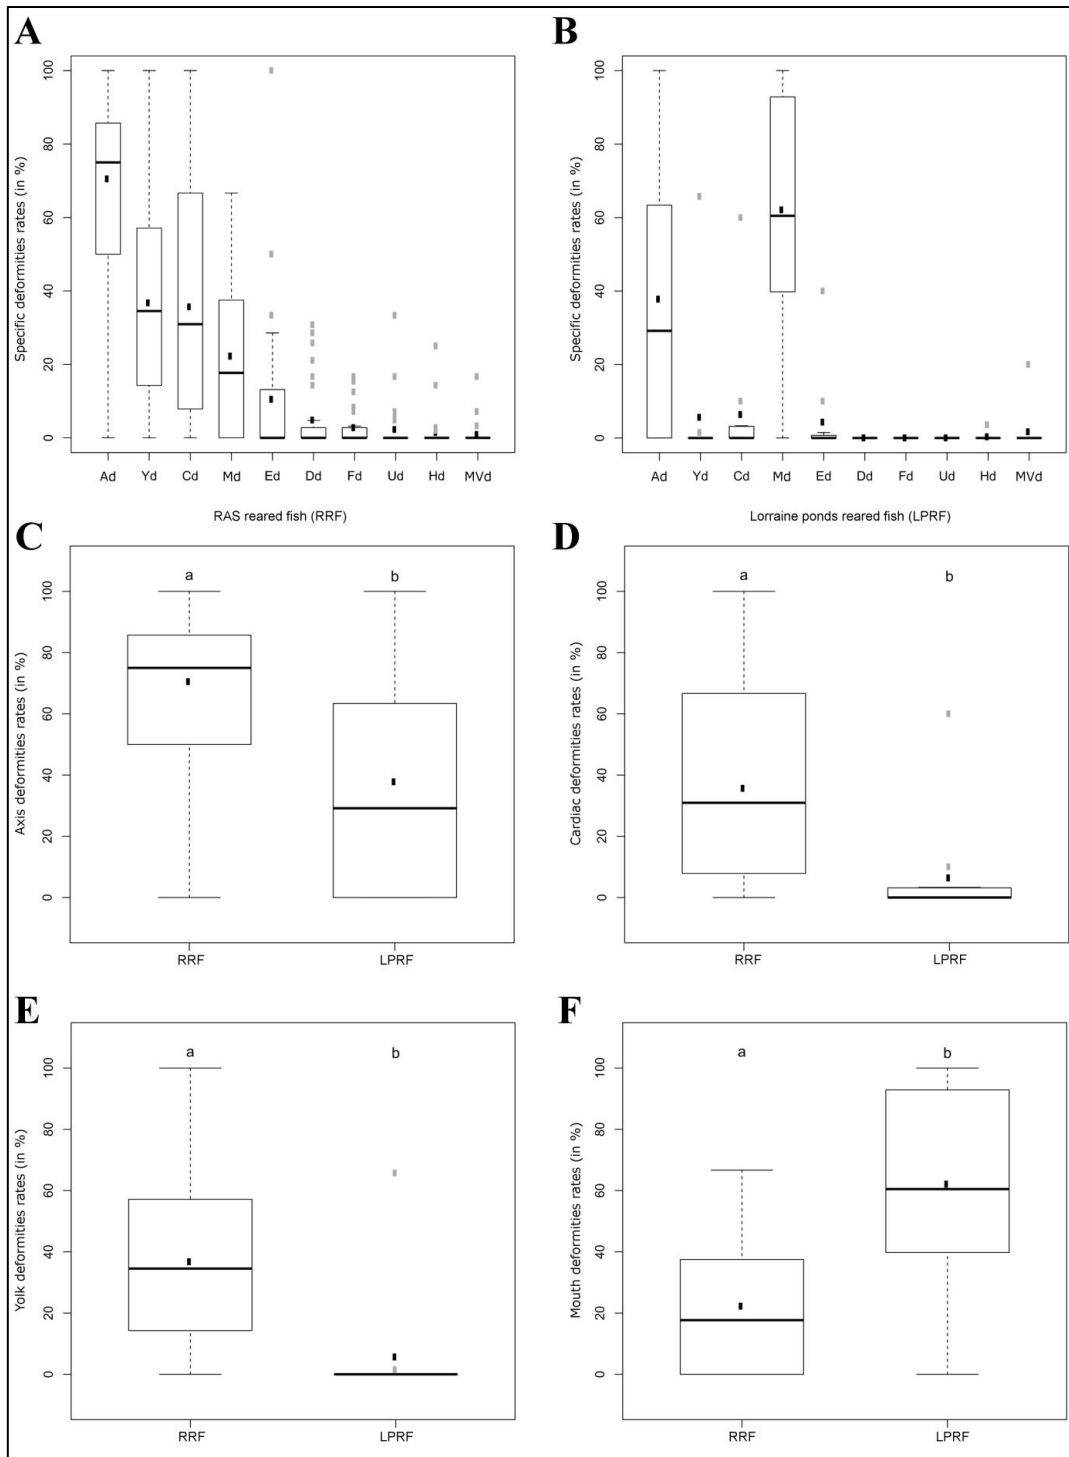 A
Specific deformities rates (in %)
100
80
60
40
20
0
Ad Yd Cd Md Ed Dd Fd Ud Hd MVd
RAS reared fish (RRF)
B
Specific deformities rates (in %)
100
80
60
40
20
0
Ad Yd Cd Md Ed Dd Fd Ud Hd MVd
Lorraine ponds reared fish (LPRF)
C
Axis deformities rates (in %)
100
80
60
40
20
0
a b
RRF LPRF
D
Cardiac deformities rates (in %)
100
80
60
40
20
0
a b
RRF LPRF
E
Yolk deformities rates (in %)
100
80
60
40
20
0
a b
RRF LPRF
F
Mouth deformities rates (in %)
100
80
60
40
20
0
a b
RRF LPRF